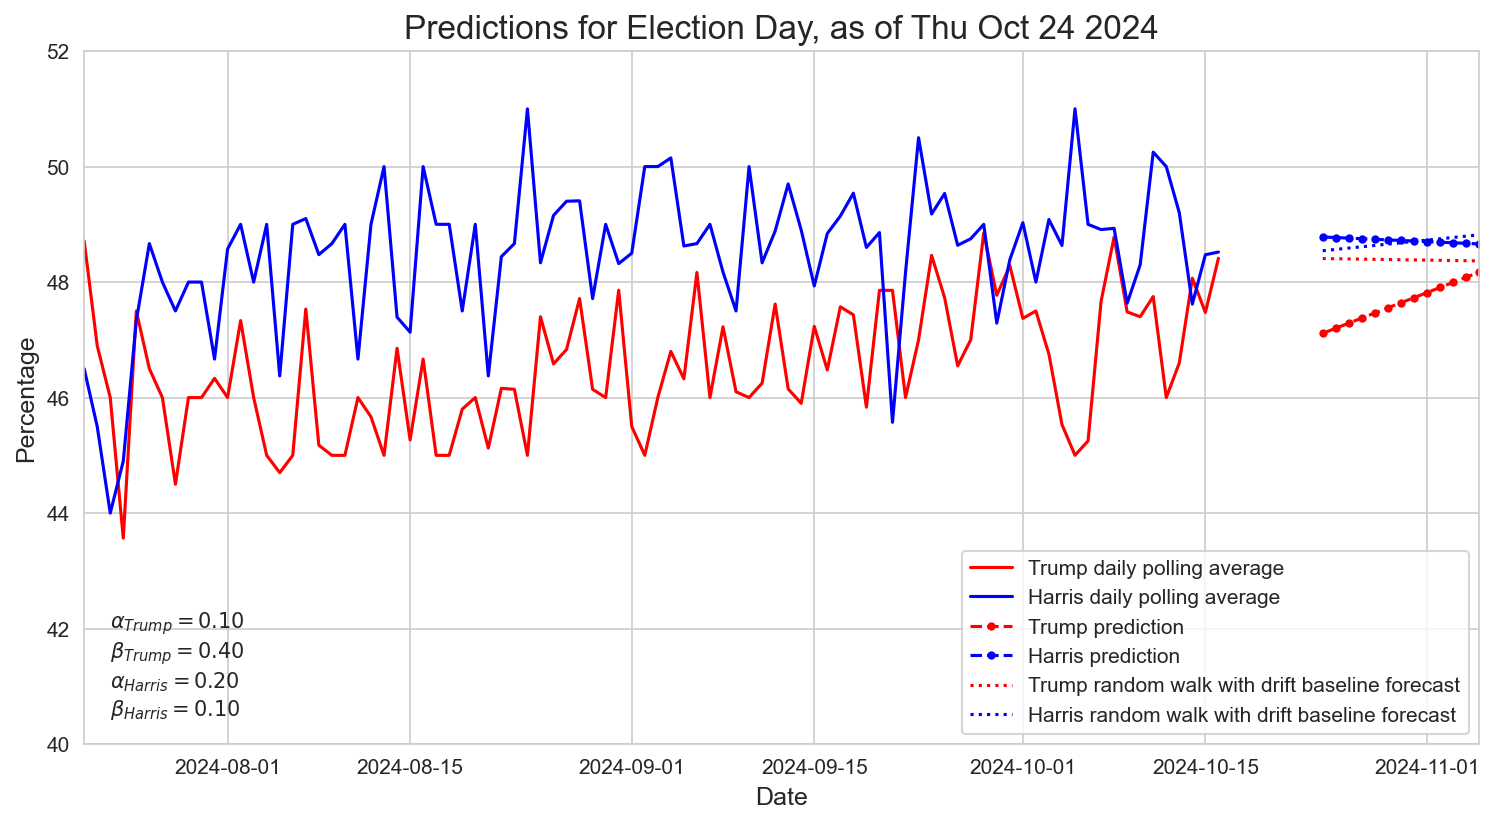 Predictions for Election Day, as of Thu Oct 24 2024
52
50
48
46
44
42
40
Percentage
α_Trump = 0.10
β_Trump = 0.40
α_Harris = 0.20
β_Harris = 0.10
Trump daily polling average
Harris daily polling average
Trump prediction
Harris prediction
Trump random walk with drift baseline forecast
Harris random walk with drift baseline forecast
2024-08-01 2024-08-15 2024-09-01 2024-09-15 2024-10-01 2024-10-15 2024-11-01
Date